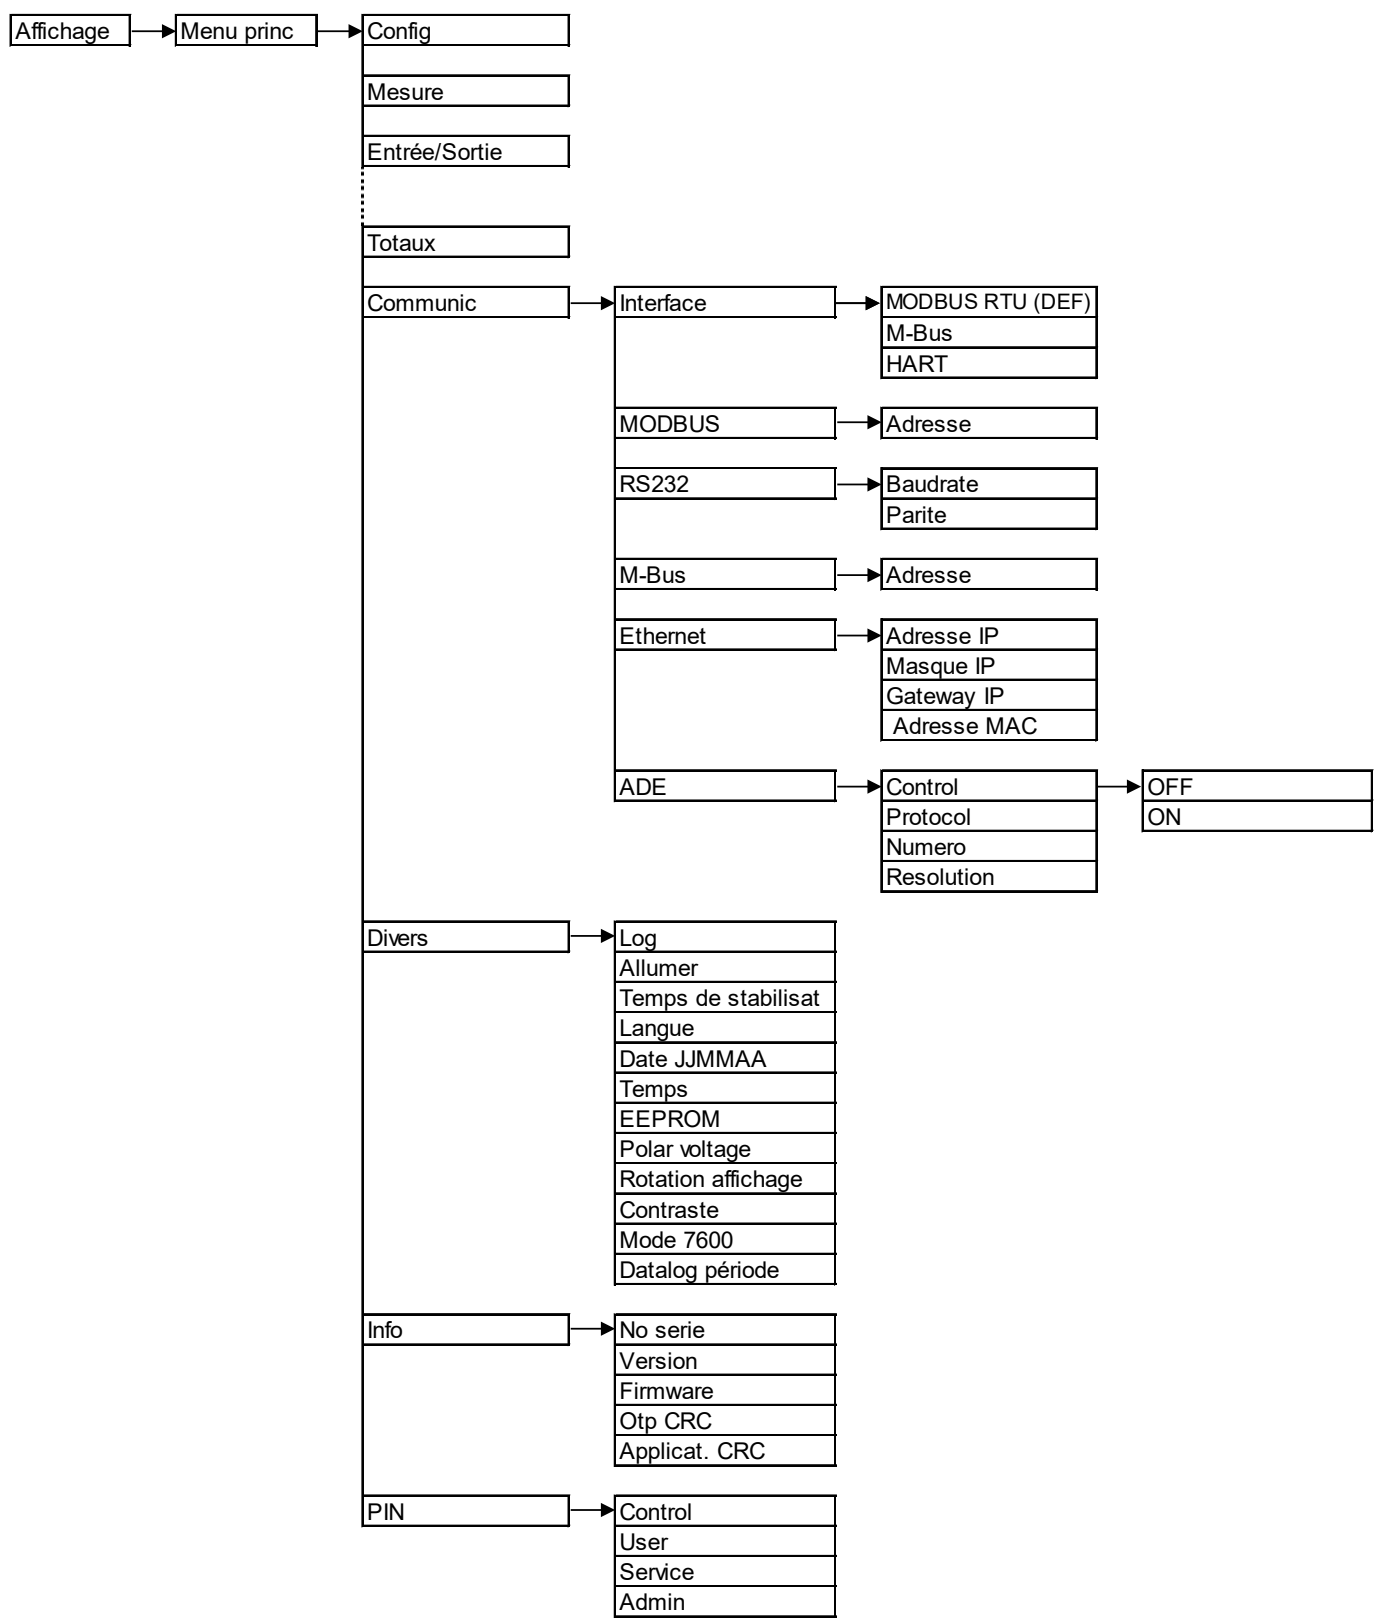 Affichage
Menu princ
Config
Mesure
Entrée/Sortie
Totaux
Communic
Interface
MODBUS RTU (DEF)
M-Bus
HART
MODBUS
Adresse
RS232
Baudrate
Parite
M-Bus
Adresse
Ethernet
Adresse IP
Masque IP
Gateway IP
Adresse MAC
ADE
Control
OFF
Protocol
ON
Numero
Resolution
Divers
Log
Allumer
Temps de stabilisat
Langue
Date JJMMAA
Temps
EEPROM
Polar voltage
Rotation affichage
Contraste
Mode 7600
Datalog période
Info
No serie
Version
Firmware
Otp CRC
Applicat. CRC
PIN
Control
User
Service
Admin